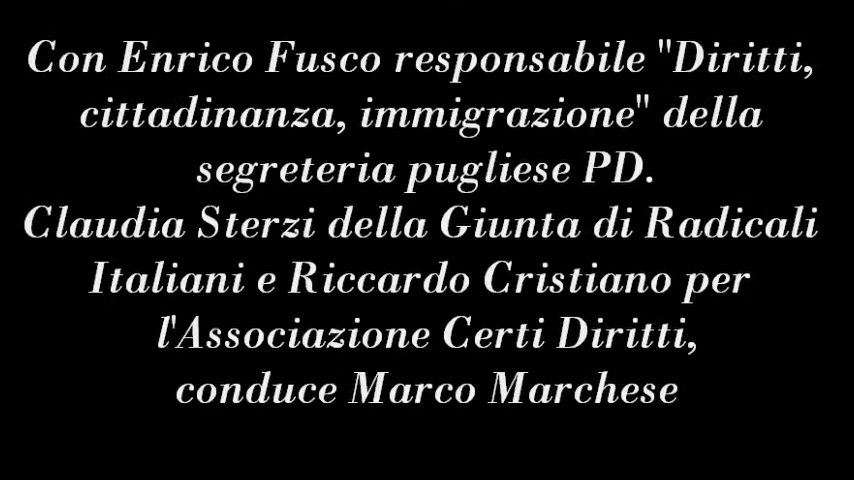 Con Enrico Fusco responsabile "Diritti,
cittadinanza, immigrazione" della
segreteria pugliese PD.
Claudia Sterzi della Giunta di Radicali
Italiani e Riccardo Cristiano per
l'Associazione Certi Diritti,
conduce Marco Marchese